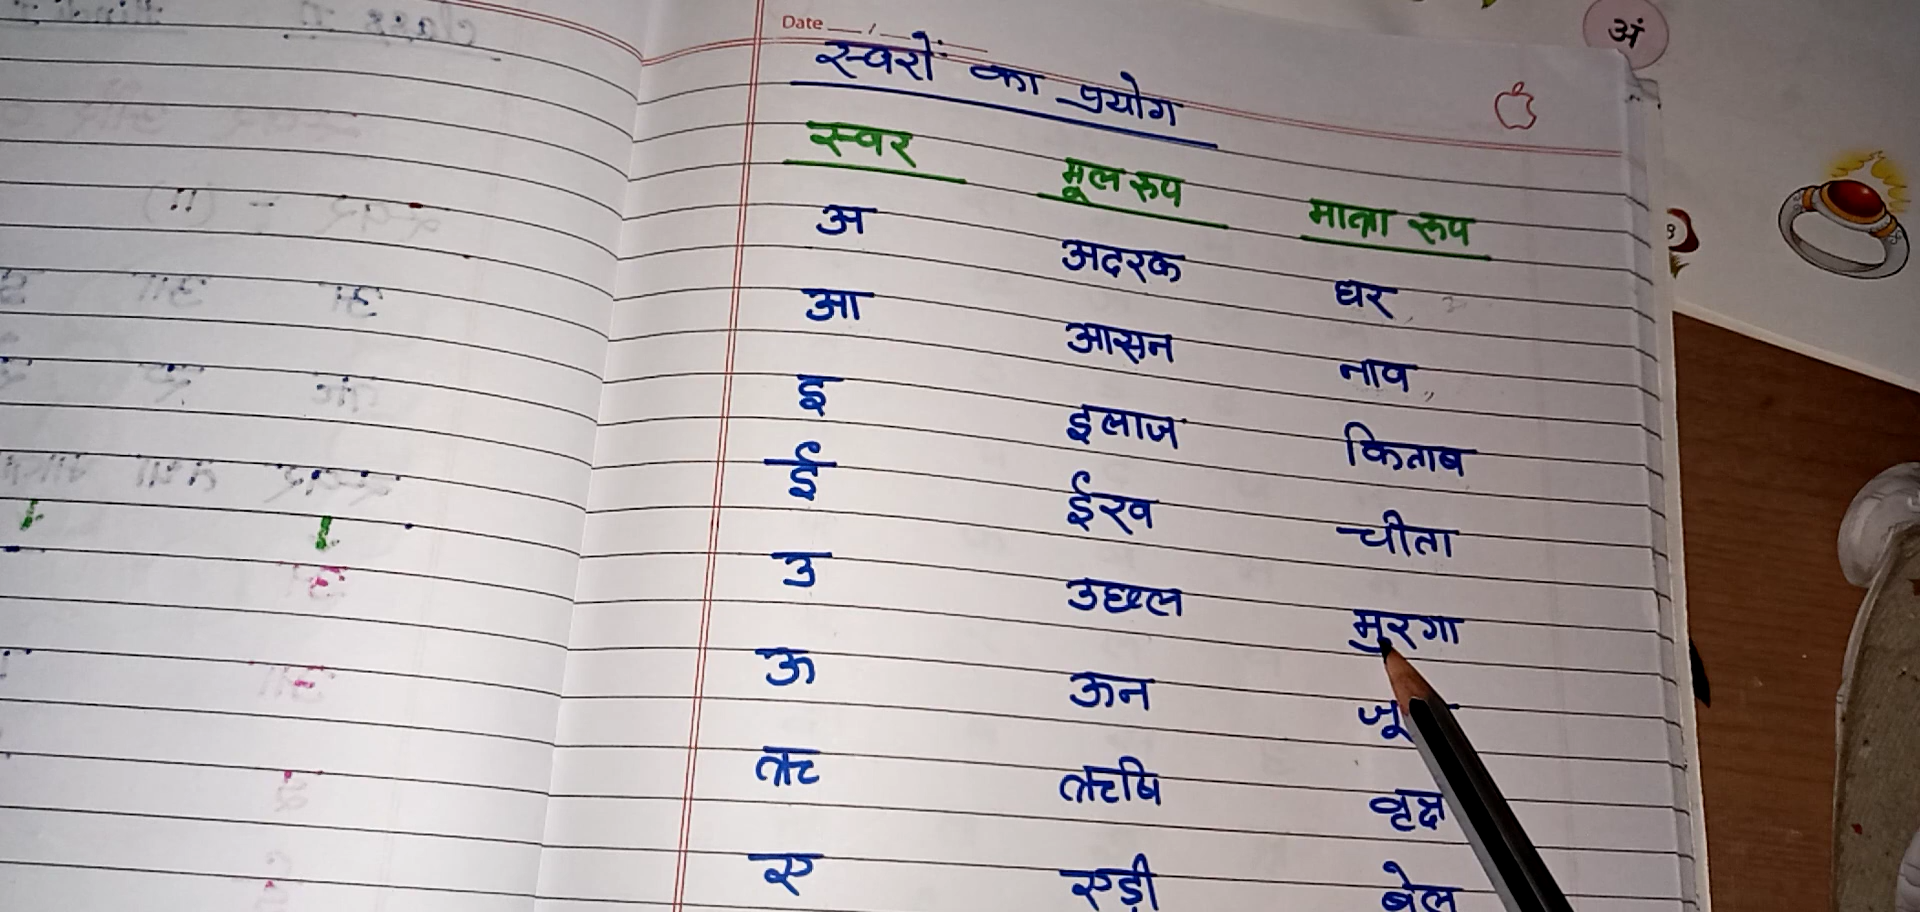 Date
स्वरों का प्रयोग
स्वर मूल रुप मात्रा रूप
अ अदरक घर
आ आसन नाव
इ इलाज किताब
ई ईख चीता
उ उछल मुरगा
ऊ ऊन
ऋ ऋषि वृक्ष
ए एड़ी बेल
अं